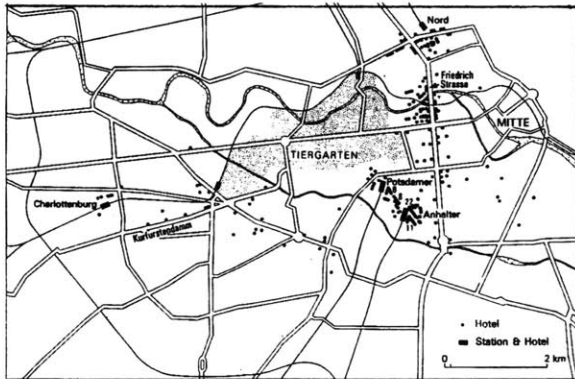 Nord
Friedrich
Strasse
MITTE
TIERGARTEN
Potsdamer
Charlottenburg
Anhalter
Kurfurstendamm
Hotel
Station & Hotel
0 2 km